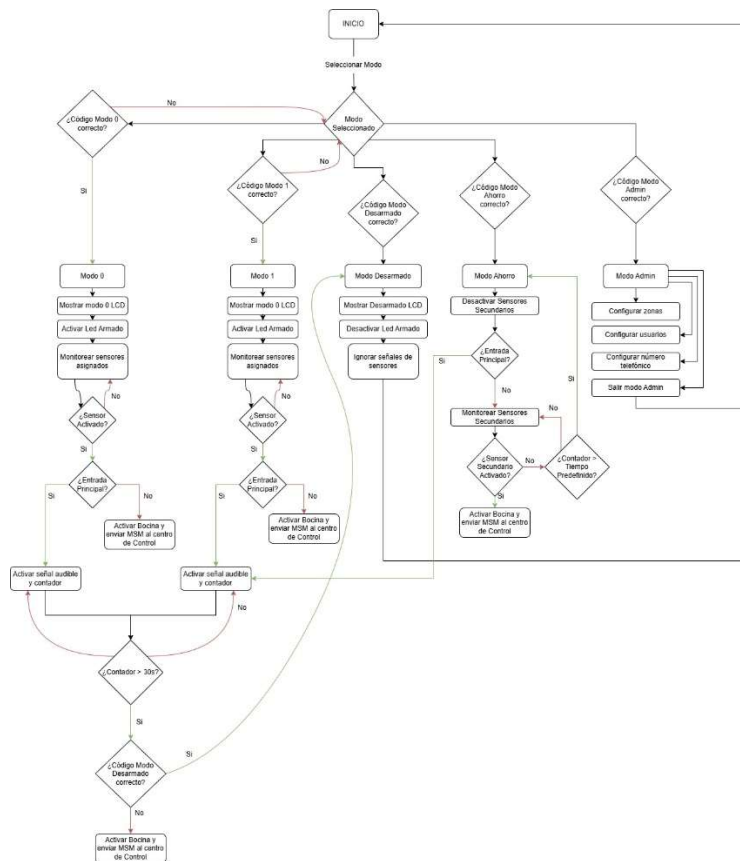 INICIO
Seleccionar Modo
Modo
Seleccionado
No
¿Código Modo 0
correcto?
Si
¿Código Modo 1
correcto?
No
Si
¿Código Modo
Desarmado
correcto?
¿Código Modo
Ahorro
correcto?
¿Código Modo
Admin
correcto?
Modo 0
Mostrar modo 0 LCD
Activar Led Armado
Monitorear sensores
asignados
No
¿Sensor
Activado?
Si
¿Entrada
Principal?
Si
No
Activar Bocina y
enviar MSM al centro
de Control
Activar señal audible
y contador
Modo 1
Mostrar modo 0 LCD
Activar Led Armado
Monitorear sensores
asignados
No
¿Sensor
Activado?
Si
¿Entrada
Principal?
Si
No
Activar Bocina y
enviar MSM al centro
de Control
Activar señal audible
y contador
Modo Desarmado
Mostrar Desarmado LCD
Desactivar Led Armado
Ignorar señales de
sensores
Modo Ahorro
Desactivar Sensores
Secundarios
¿Entrada
Principal?
Si
No
Monitorear Sensores
Secundarios
No
¿Sensor
Secundario
Activado?
No
Si
¿Contador =
Tiempo
Predefinido?
Si
Activar Bocina y
enviar MSM al centro
de Control
Modo Admin
Configurar zonas
Configurar usuarios
Configurar número
telefónico
Salir modo Admin
No
No
¿Contador > 30s?
Si
¿Código Modo
Desarmado
correcto?
Si
No
Activar Bocina y
enviar MSM al centro
de Control